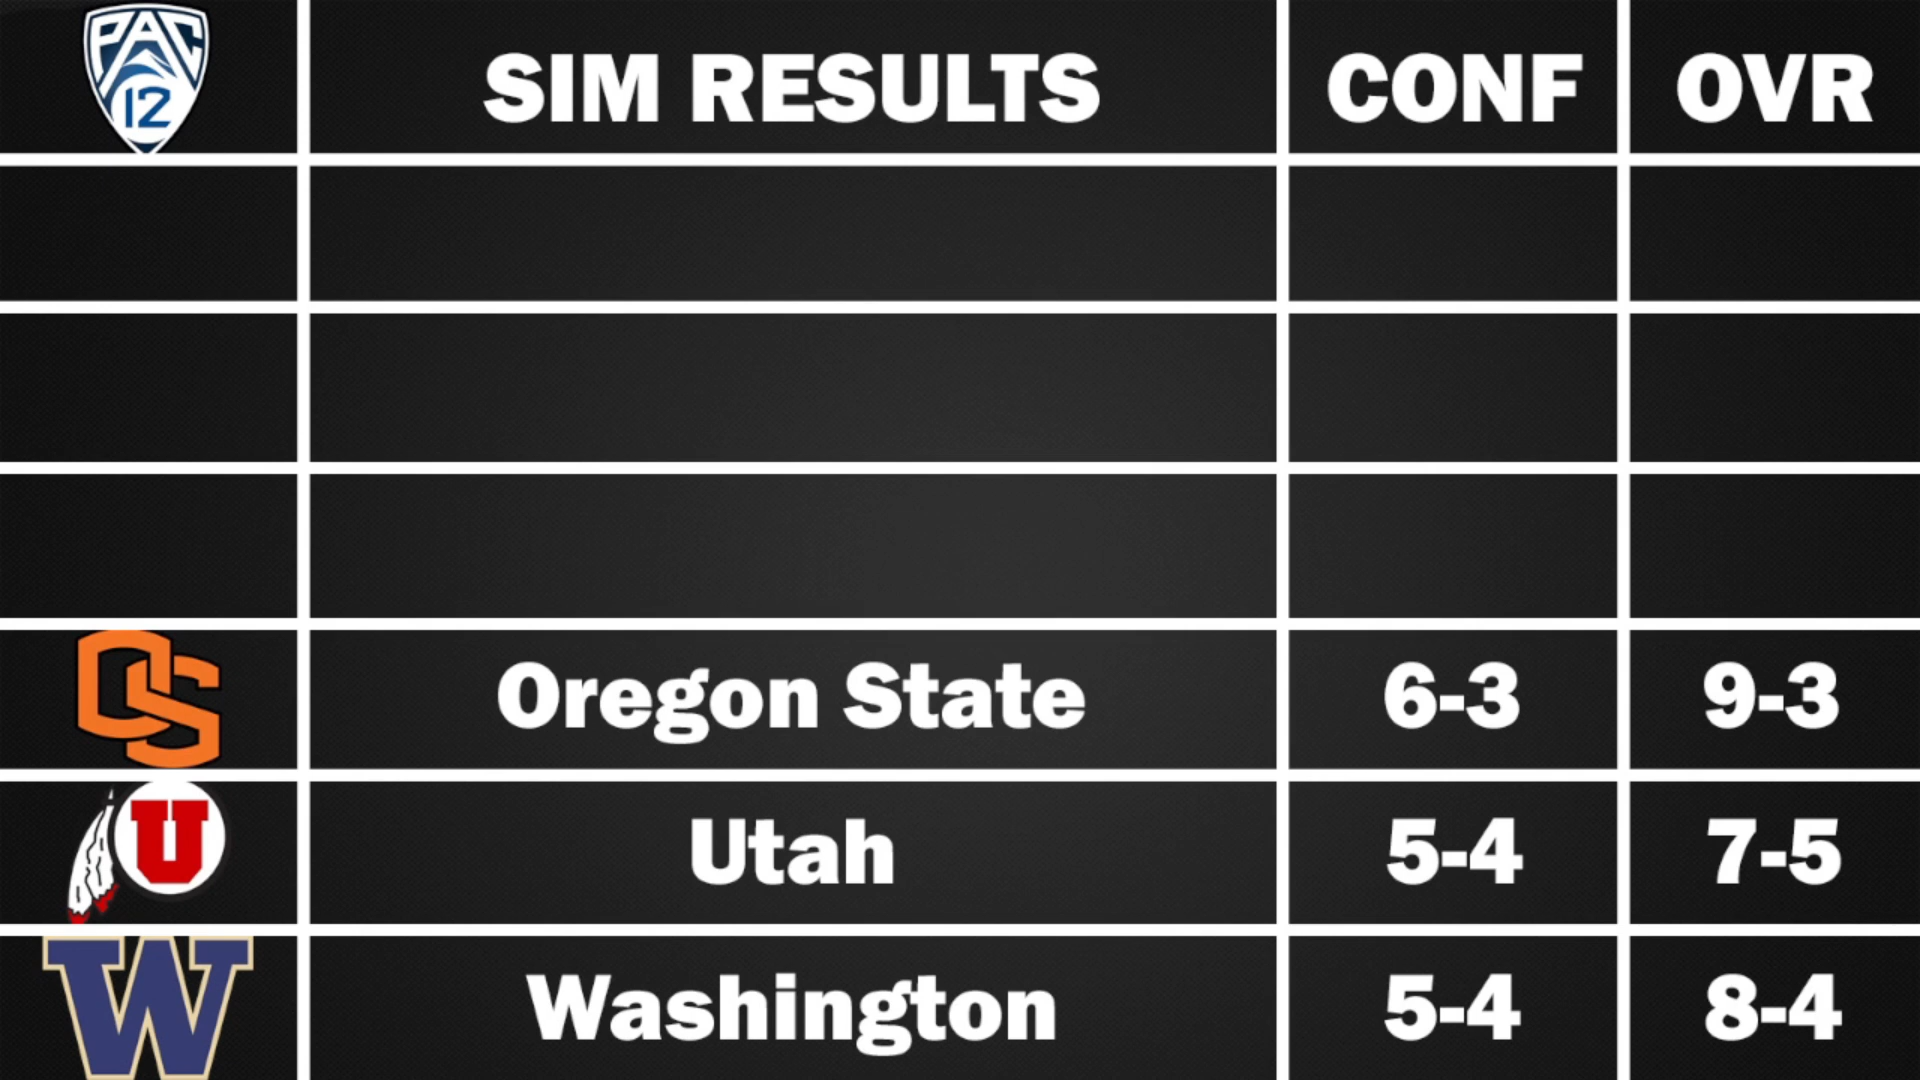 PAC 12 SIM RESULTS CONF OVR
Oregon State 6-3 9-3
U Utah 5-4 7-5
W Washington 5-4 8-4